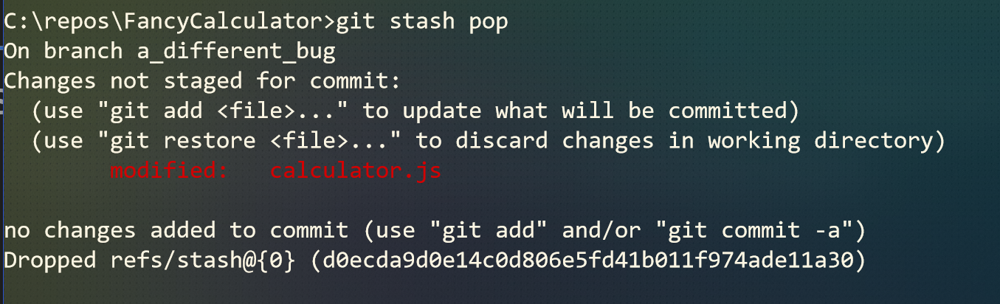 C:\repos\FancyCalculator>git stash pop
On branch a_different_bug
Changes not staged for commit:
  (use "git add <file>..." to update what will be committed)
  (use "git restore <file>..." to discard changes in working directory)
        modified:   calculator.js

no changes added to commit (use "git add" and/or "git commit -a")
Dropped refs/stash@{0} (d0ecda9d0e14c0d806e5fd41b011f974ade11a30)